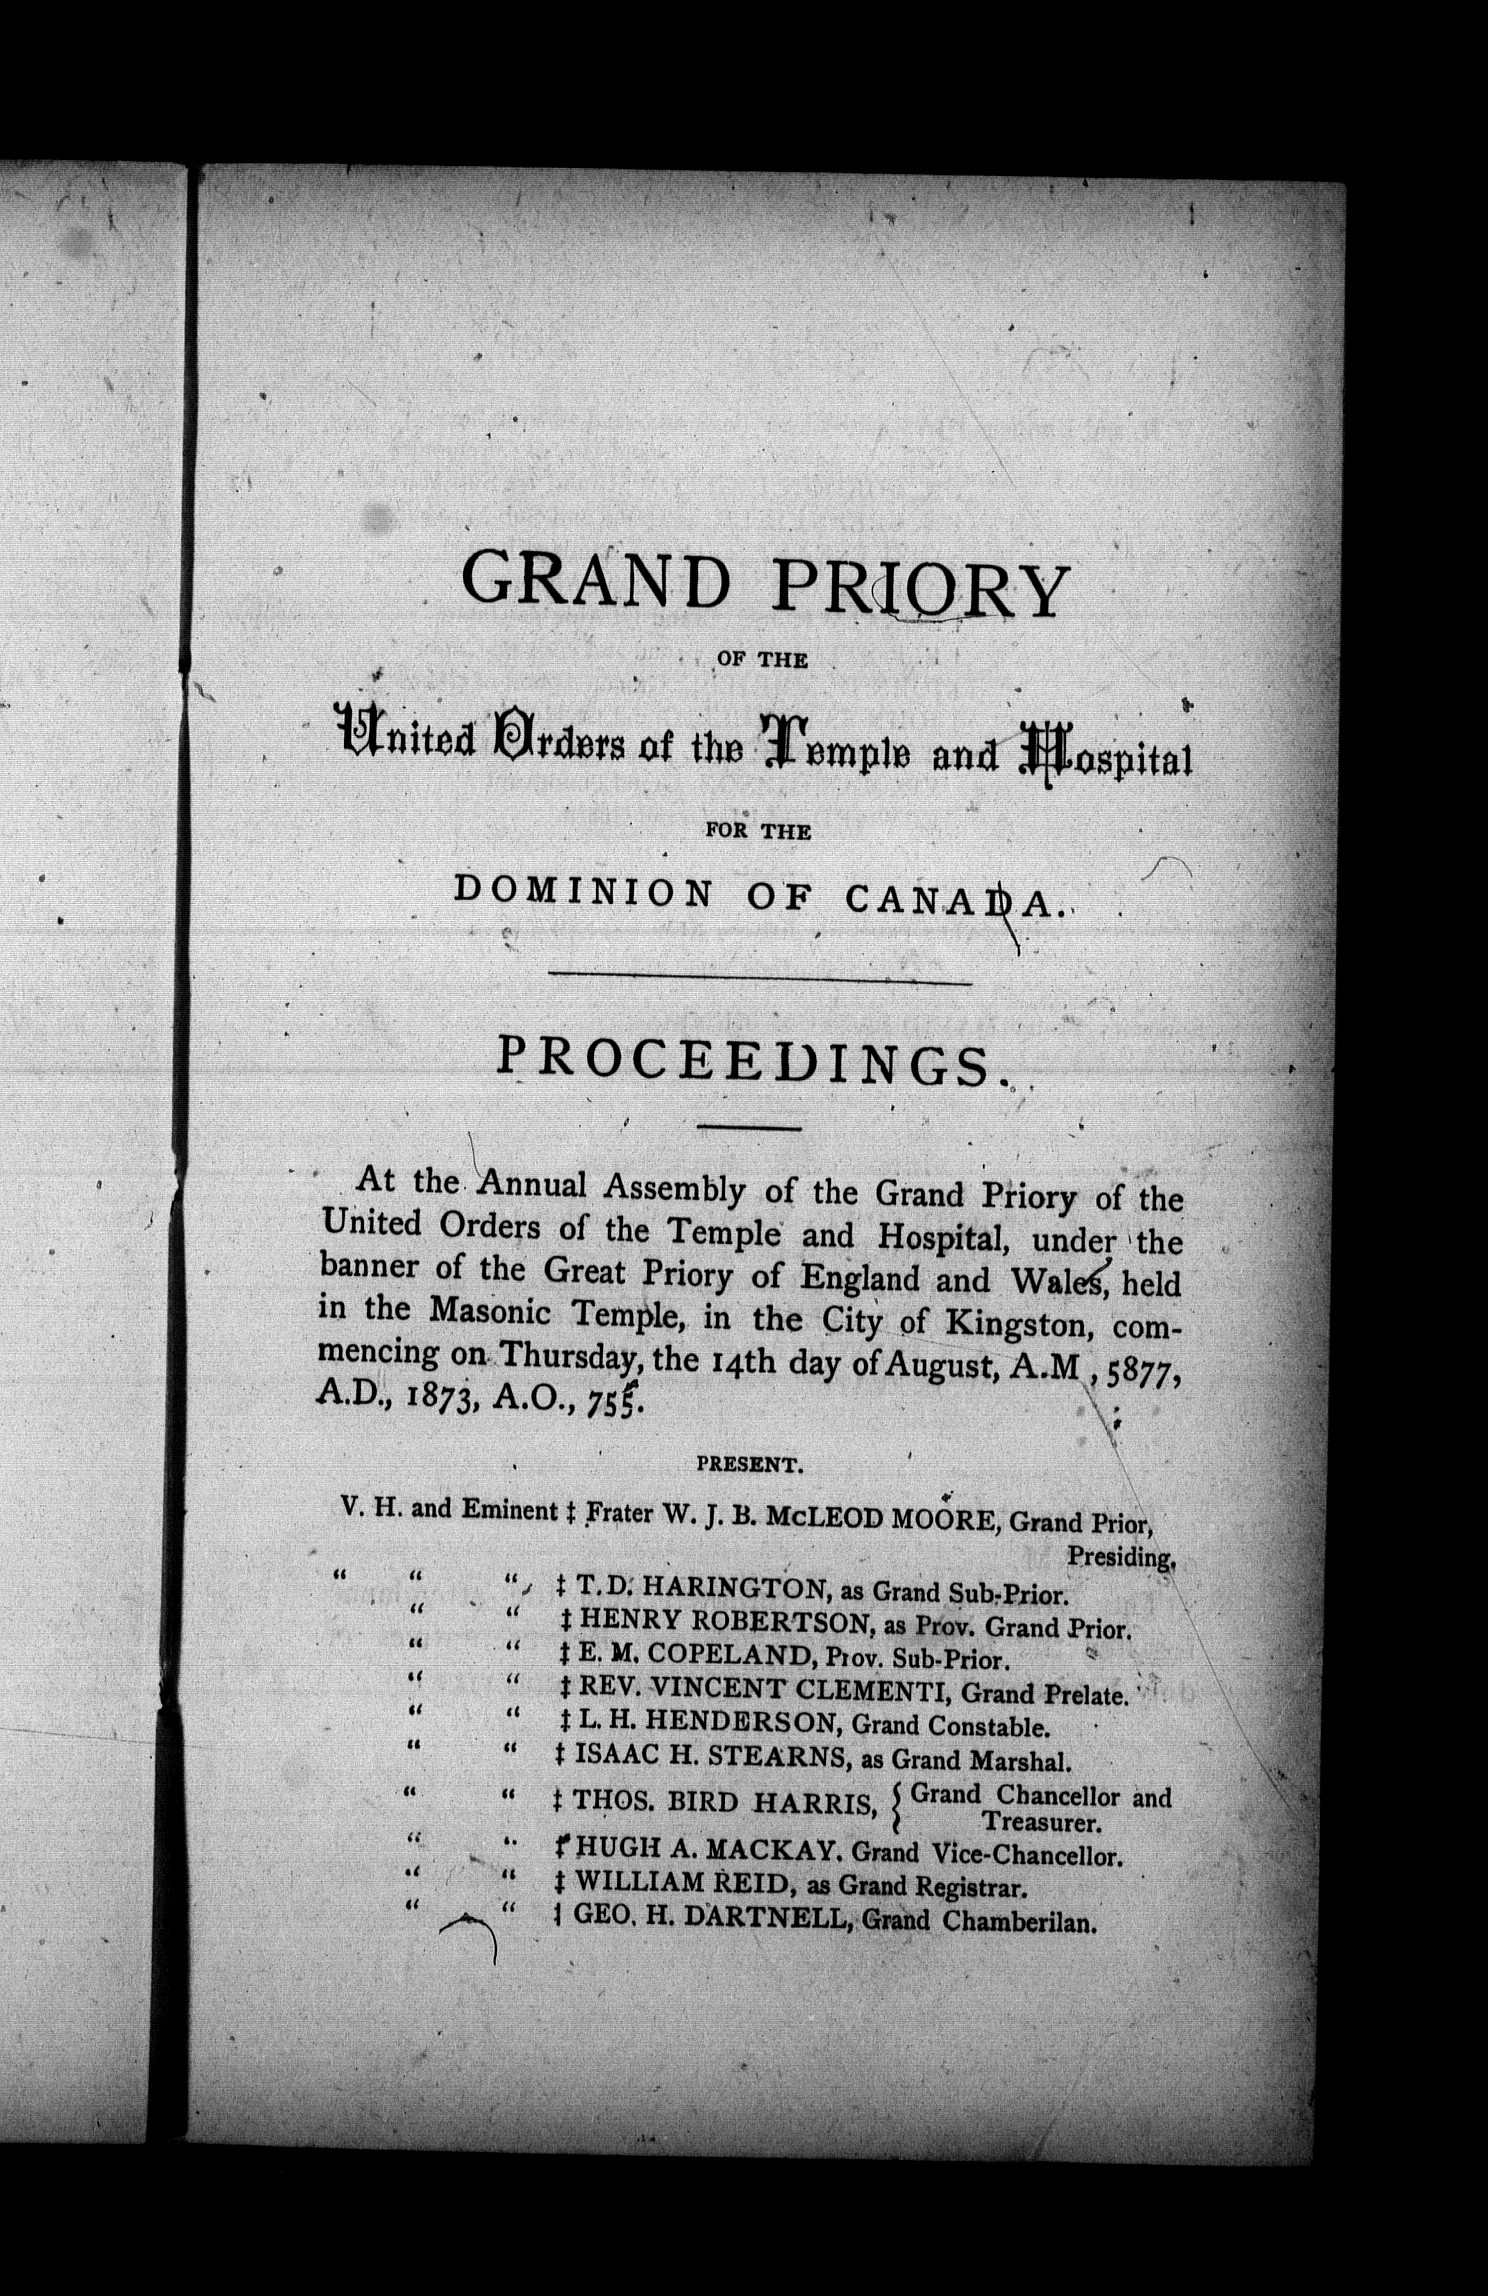 GRAND PRIORY
OF THE
United Orders of the Temple and Hospital
FOR THE
DOMINION OF CANADA.
PROCEEDINGS.
At the Annual Assembly of the Grand Priory of the
United Orders of the Temple and Hospital, under the
banner of the Great Priory of England and Wales, held
in the Masonic Temple, in the City of Kingston, com-
mencing on Thursday, the 14th day of August, A.M , 5877,
A.D., 1873, A.O., 755.
PRESENT.
V. H. and Eminent ‡ Frater W. J. B. McLEOD MOORE, Grand Prior,
Presiding.
“ “ “ ‡ T. D. HARINGTON, as Grand Sub-Prior.
“ “ ‡ HENRY ROBERTSON, as Prov. Grand Prior.
“ “ ‡ E. M. COPELAND, Prov. Sub-Prior.
“ “ ‡ REV. VINCENT CLEMENTI, Grand Prelate.
“ “ ‡ L. H. HENDERSON, Grand Constable.
“ “ ‡ ISAAC H. STEARNS, as Grand Marshal.
“ “ ‡ THOS. BIRD HARRIS, { Grand Chancellor and
Treasurer.
“ “ ‡ HUGH A. MACKAY. Grand Vice-Chancellor.
“ “ ‡ WILLIAM REID, as Grand Registrar.
“ “ ‡ GEO. H. DARTNELL, Grand Chamberilan.